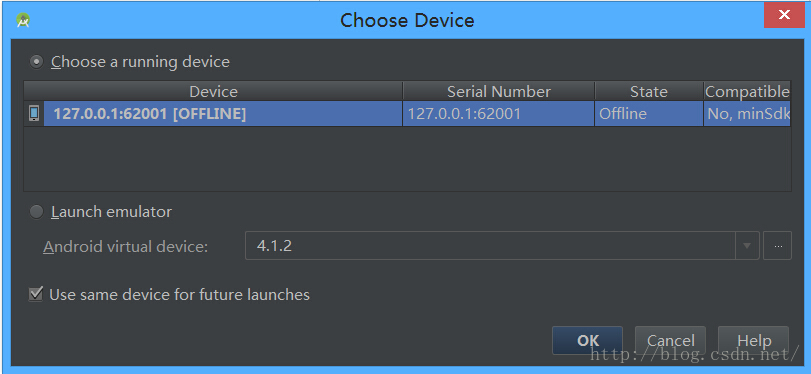 Choose Device
Choose a running device
Device Serial Number State Compatible
127.0.0.1:62001 [OFFLINE] 127.0.0.1:62001 Offline No, minSdk
Launch emulator
Android virtual device: 4.1.2 ...
Use same device for future launches
OK Cancel Help
http://blog.csdn.net/